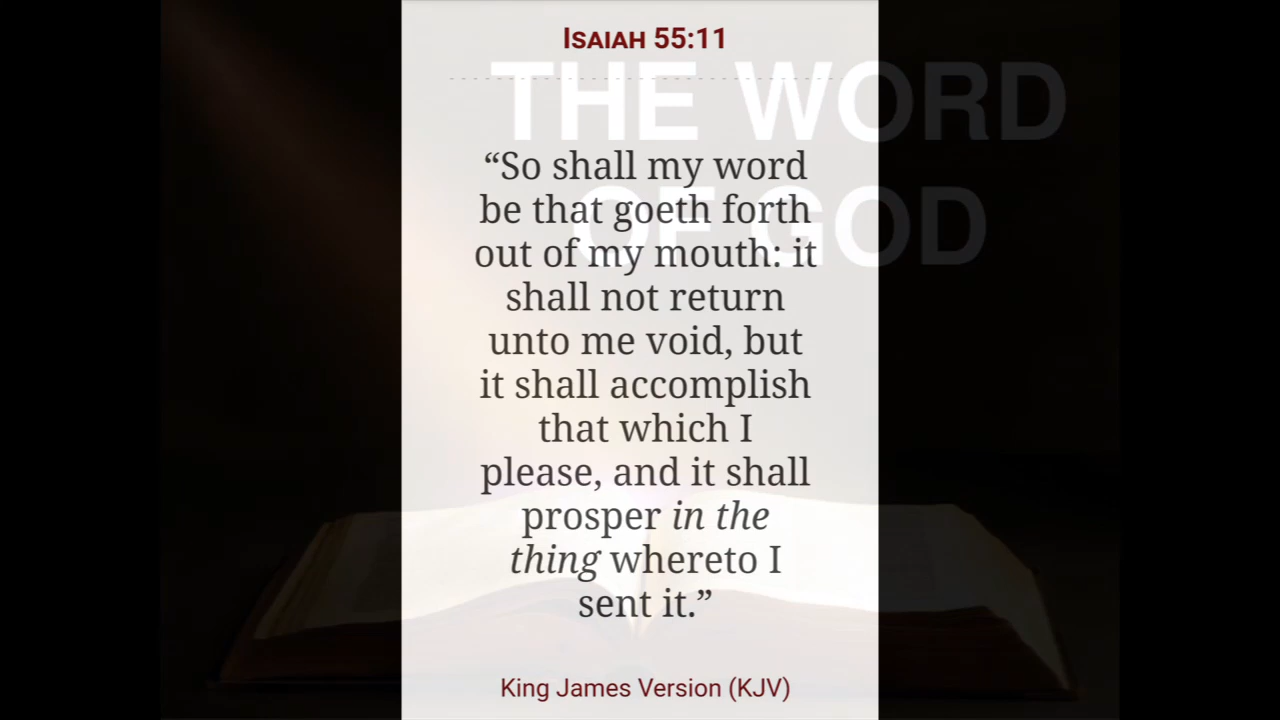 Isaiah 55:11
THE WORD
OF GOD
“So shall my word
be that goeth forth
out of my mouth: it
shall not return
unto me void, but
it shall accomplish
that which I
please, and it shall
prosper in the
thing whereto I
sent it.”
King James Version (KJV)